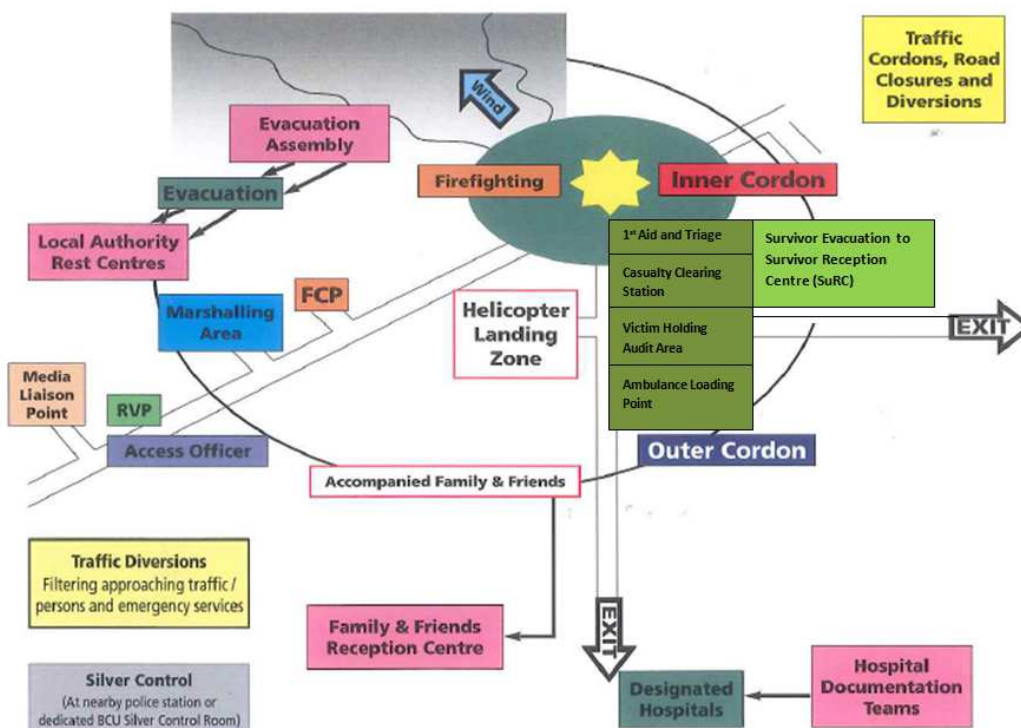 Traffic
Cordons, Road
Closures and
Diversions
Wind
Evacuation
Assembly
Firefighting
Inner Cordon
Evacuation
Local Authority
Rest Centres
1st Aid and Triage
Survivor Evacuation to
Survivor Reception
Centre (SuRC)
Casualty Clearing
Station
FCP
Marshalling
Area
Helicopter
Landing
Zone
Victim Holding
Audit Area
EXIT
Ambulance Loading
Point
Media
Liaison
Point
RVP
Access Officer
Outer Cordon
Accompanied Family & Friends
Traffic Diversions
Filtering approaching traffic /
persons and emergency services
Family & Friends
Reception Centre
EXIT
Silver Control
(At nearby police station or
dedicated BCU Silver Control Room)
Designated
Hospitals
Hospital
Documentation
Teams